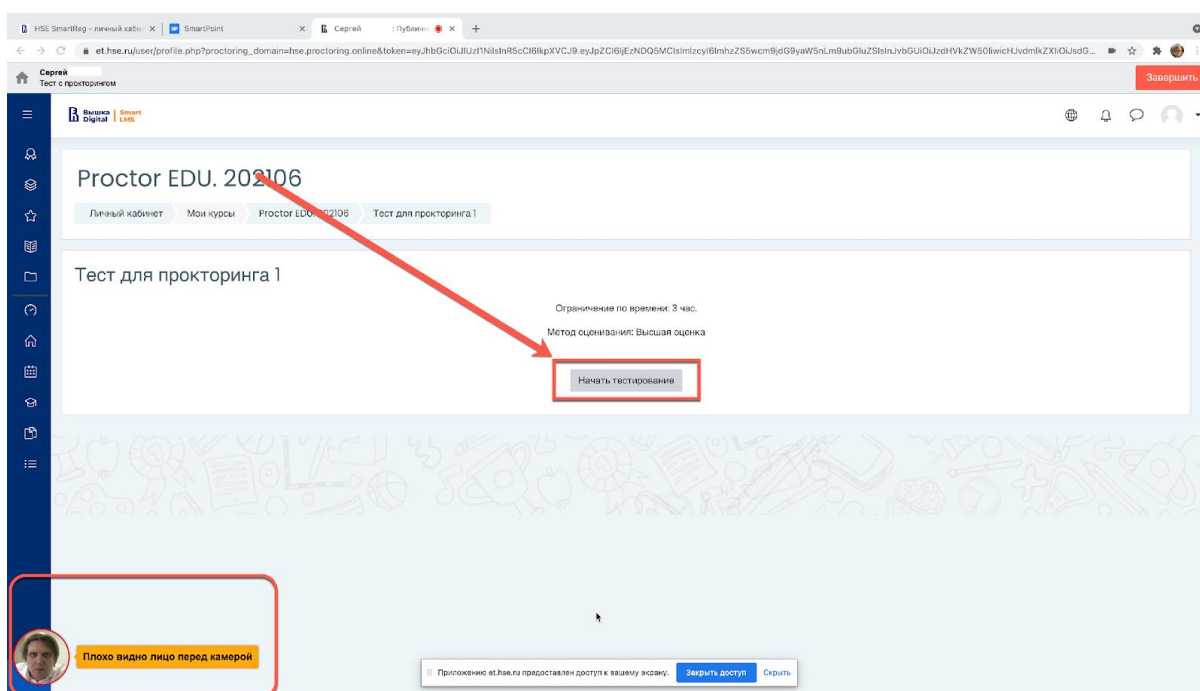 HSE SmartReg - личный каби
SmartPoint
Сергей : Публичн
et.hse.ru/user/profile.php?proctoring_domain=hse.proctoring.online&token=
Сергей
Тест с прокторингом
Завершить
Вышка Digital | Smart LMS
Proctor EDU. 202106
Личный кабинет Мои курсы Proctor EDU. 202106 Тест для прокторинга 1
Тест для прокторинга 1
Ограничение по времени: 3 час.
Метод оценивания: Высшая оценка
Начать тестирование
Плохо видно лицо перед камерой
Приложению et.hse.ru предоставлен доступ к вашему экрану. Закрыть доступ Скрыть